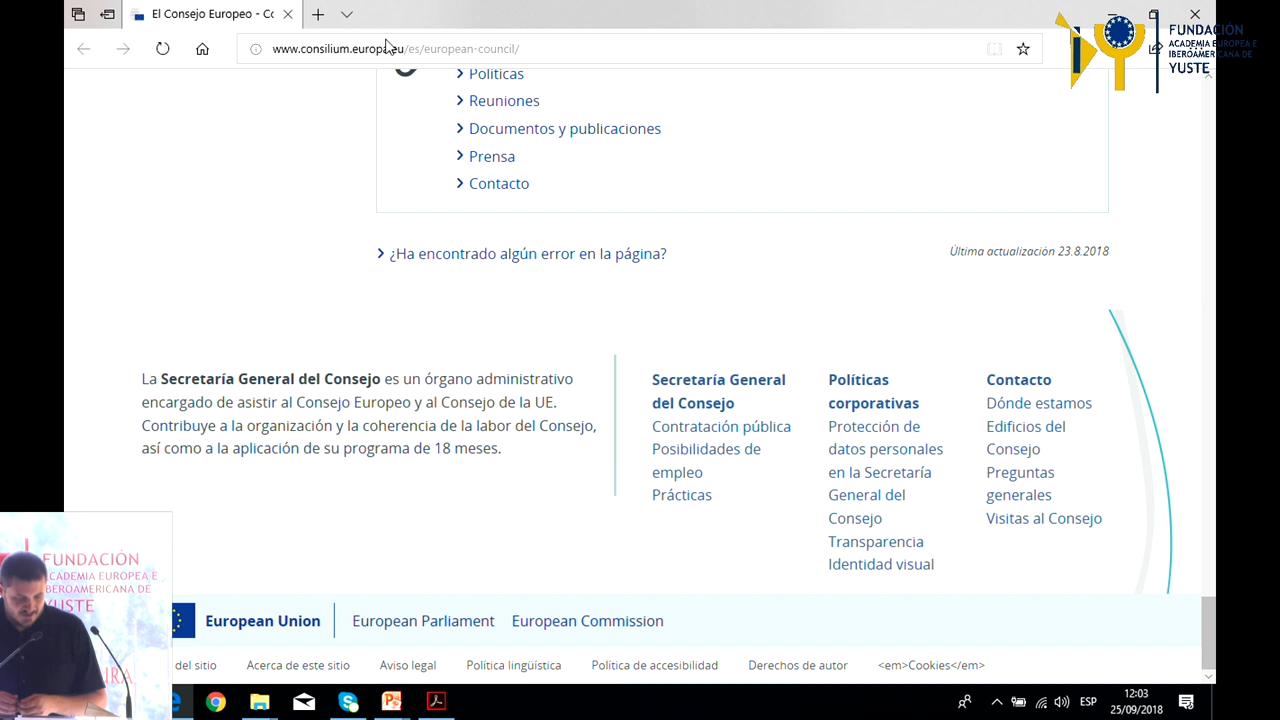 El Consejo Europeo - Co
www.consilium.europa.eu/es/european-council/
FUNDACIÓN
ACADEMIA EUROPEA E
IBEROAMERICANA DE
YUSTE
Políticas
Reuniones
Documentos y publicaciones
Prensa
Contacto
¿Ha encontrado algún error en la página?
Última actualización 23.8.2018
La Secretaría General del Consejo es un órgano administrativo
encargado de asistir al Consejo Europeo y al Consejo de la UE.
Contribuye a la organización y la coherencia de la labor del Consejo,
así como a la aplicación de su programa de 18 meses.
Secretaría General
del Consejo
Contratación pública
Posibilidades de
empleo
Prácticas
Políticas
corporativas
Protección de
datos personales
en la Secretaría
General del
Consejo
Transparencia
Identidad visual
Contacto
Dónde estamos
Edificios del
Consejo
Preguntas
generales
Visitas al Consejo
FUNDACIÓN
ACADEMIA EUROPEA E
IBEROAMERICANA DE
YUSTE
European Union
European Parliament
European Commission
del sitio
Acerca de este sitio
Aviso legal
Política lingüística
Política de accesibilidad
Derechos de autor
<em>Cookies</em>
ESP
12:03
25/09/2018